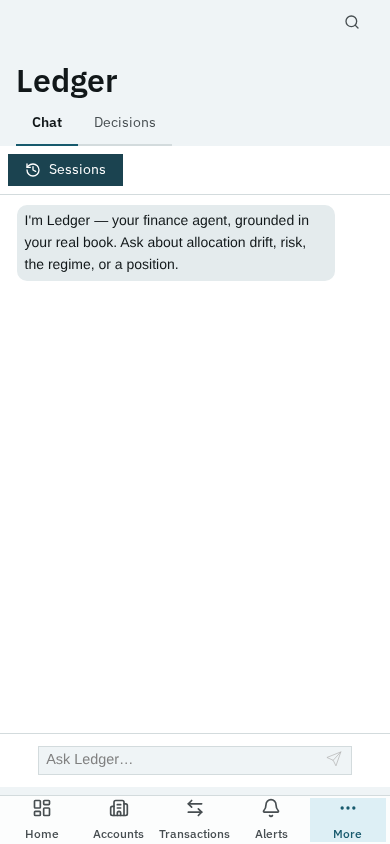 Ledger
Chat Decisions
Sessions
I'm Ledger — your finance agent, grounded in
your real book. Ask about allocation drift, risk,
the regime, or a position.
Ask Ledger…
Home Accounts Transactions Alerts More